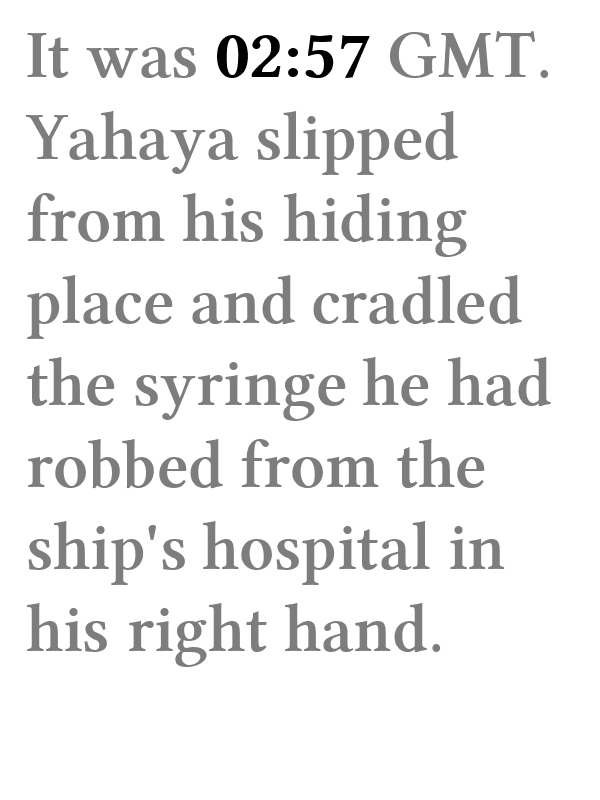 It was 02:57 GMT.
Yahaya slipped
from his hiding
place and cradled
the syringe he had
robbed from the
ship's hospital in
his right hand.